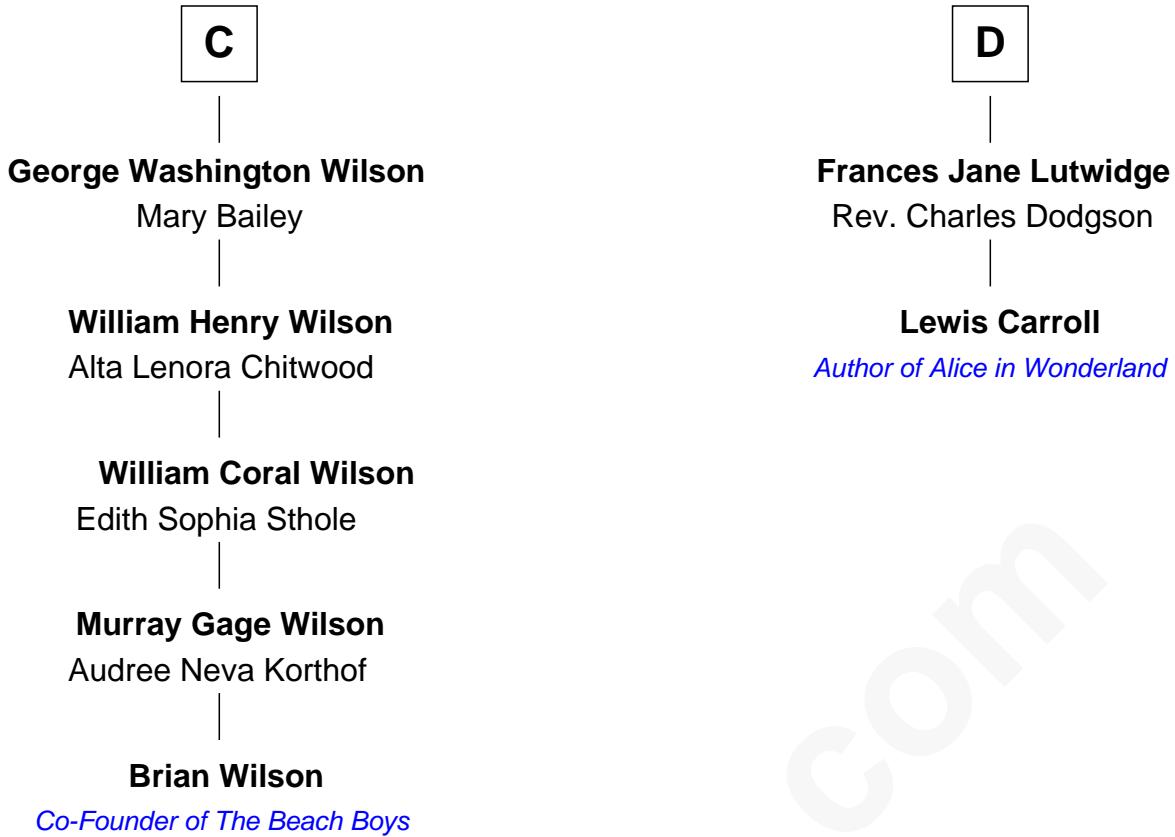 C
George Washington Wilson
Mary Bailey
William Henry Wilson
Alta Lenora Chitwood
William Coral Wilson
Edith Sophia Sthole
Murray Gage Wilson
Audree Neva Korthof
Brian Wilson
Co-Founder of The Beach Boys
D
Frances Jane Lutwidge
Rev. Charles Dodgson
Lewis Carroll
Author of Alice in Wonderland
com